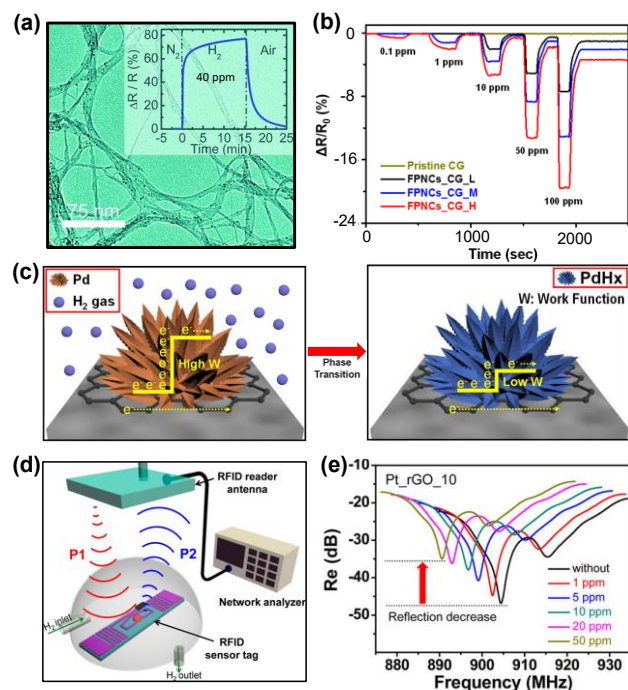 (a)
N₂
H₂
Air
40 ppm
ΔR / R (%)
80
60
40
20
0
-5 0 5 10 15 20 25
Time (min)
75 nm
(b)
ΔR/R₀ (%)
0
-8
-16
-24
0.1 ppm
1 ppm
10 ppm
50 ppm
100 ppm
Pristine CG
FPNCs_CG_L
FPNCs_CG_M
FPNCs_CG_H
0 1000 2000
Time (sec)
(c)
Pd
H₂ gas
High W
e⁻ e⁻ e⁻ e⁻ e⁻ e⁻ e⁻ e⁻
e⁻
Phase
Transition
PdHx
W: Work Function
Low W
e⁻ e⁻ e⁻ e⁻ e⁻
e⁻
(d)
RFID reader
antenna
P1
P2
Network analyzer
H₂ inlet
RFID
sensor tag
H₂ outlet
(e)
Pt_rGO_10
Re (dB)
-10
-20
-30
-40
-50
Reflection decrease
without
1 ppm
5 ppm
10 ppm
20 ppm
50 ppm
880 890 900 910 920 930
Frequency (MHz)